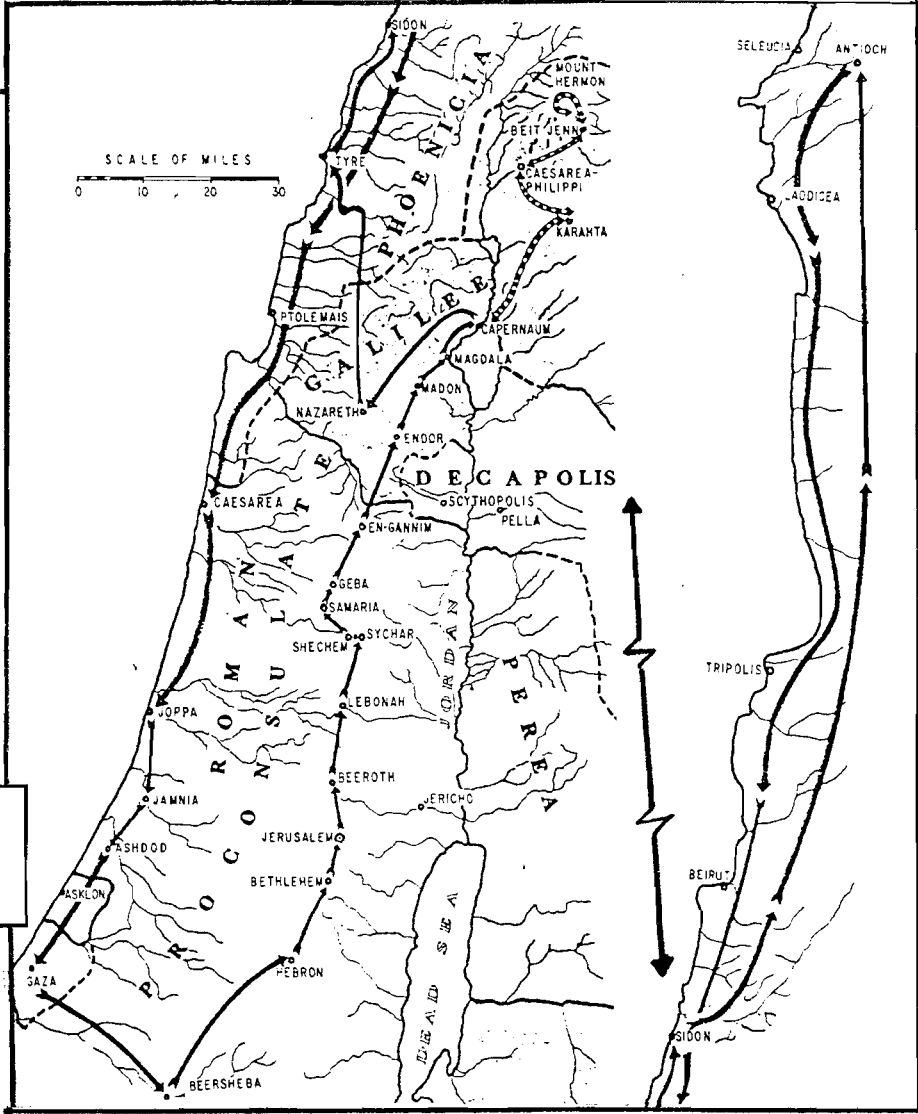 SIDON
SELEUCIA
ANTIOCH
MOUNT
HERMON
BEIT JENN
PHOENICIA
SCALE OF MILES
0 10 20 30
TYRE
CAESAREA-
PHILIPPI
LAODICEA
KARAHTA
PTOLEMAIS
GALILEE
CAPERNAUM
MAGDALA
MADON
NAZARETH
ENDOR
DECAPOLIS
SCYTHOPOLIS
PELLA
CAESAREA
EN-GANNIM
GEBA
SAMARIA
SYCHAR
SHECHEM
ROMAN
PROCONSULATE
JORDAN
PEREA
TRIPOLIS
LEBONAH
JOPPA
BEEROTH
JERICHO
JAMNIA
JERUSALEM
ASHDOD
BETHLEHEM
BEIRUT
ASKLON
DEAD SEA
HEBRON
GAZA
SIDON
BEERSHEBA